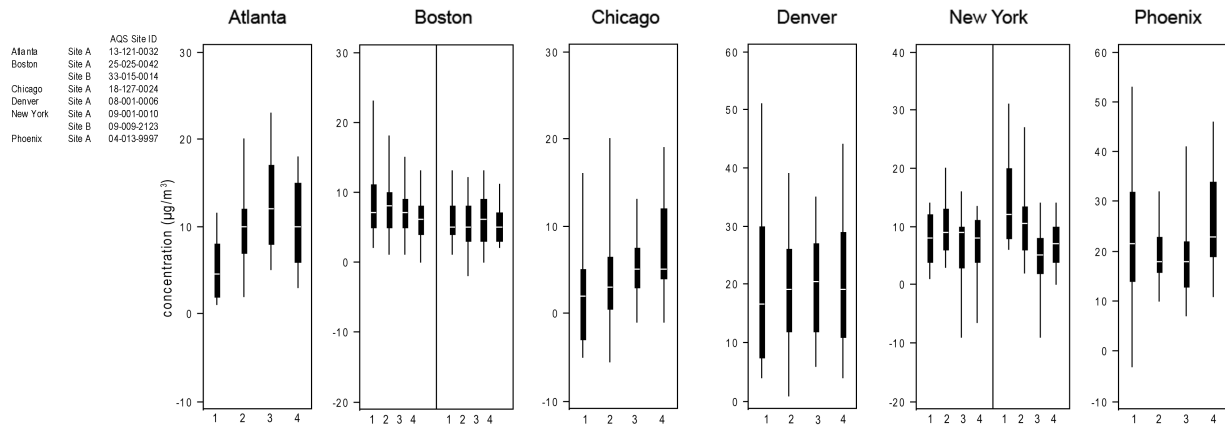 Atlanta Boston Chicago Denver New York Phoenix
AQS Site ID
Atlanta Site A 13-121-0032
Boston Site A 25-025-0042
Site B 33-015-0014
Chicago Site A 18-127-0024
Denver Site A 08-001-0006
New York Site A 09-001-0010
Site B 09-009-2123
Phoenix Site A 04-013-9997
concentration (µg/m³)
30
20
10
0
-10
1 2 3 4
30
20
10
0
-10
-20
1 2 3 4 1 2 3 4
30
20
10
0
-10
1 2 3 4
60
50
40
30
20
10
0
1 2 3 4
40
30
20
10
0
-10
-20
1 2 3 4 1 2 3 4
60
50
40
30
20
10
0
-10
1 2 3 4